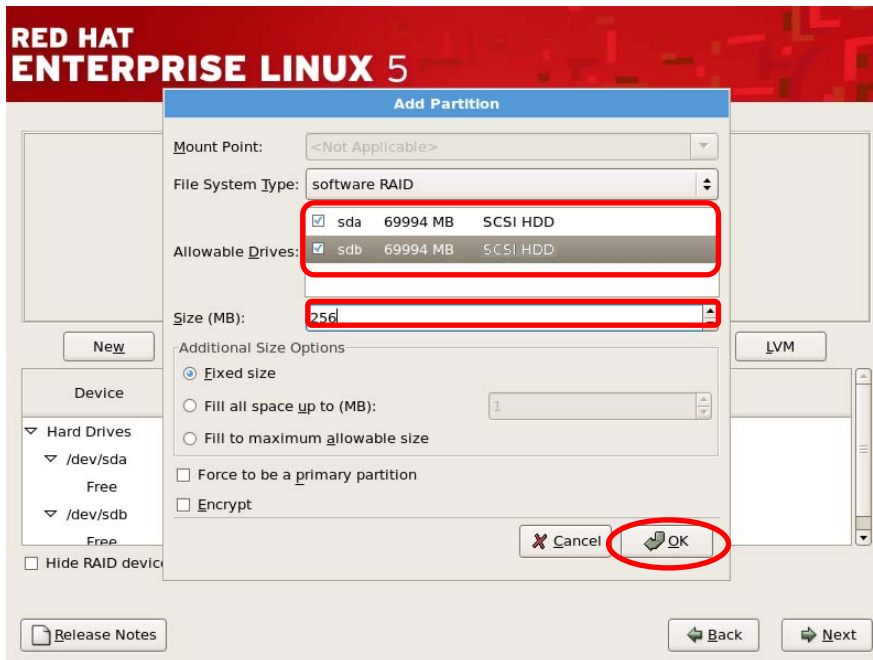 RED HAT
ENTERPRISE LINUX 5
Add Partition
Mount Point: <Not Applicable>
File System Type: software RAID
Allowable Drives:
sda 69994 MB SCSI HDD
sdb 69994 MB SCSI HDD
Size (MB): 256
New
LVM
Additional Size Options
Fixed size
Fill all space up to (MB): 1
Fill to maximum allowable size
Force to be a primary partition
Encrypt
Cancel OK
Device
Hard Drives
/dev/sda
Free
/dev/sdb
Free
Hide RAID devic
Release Notes Back Next